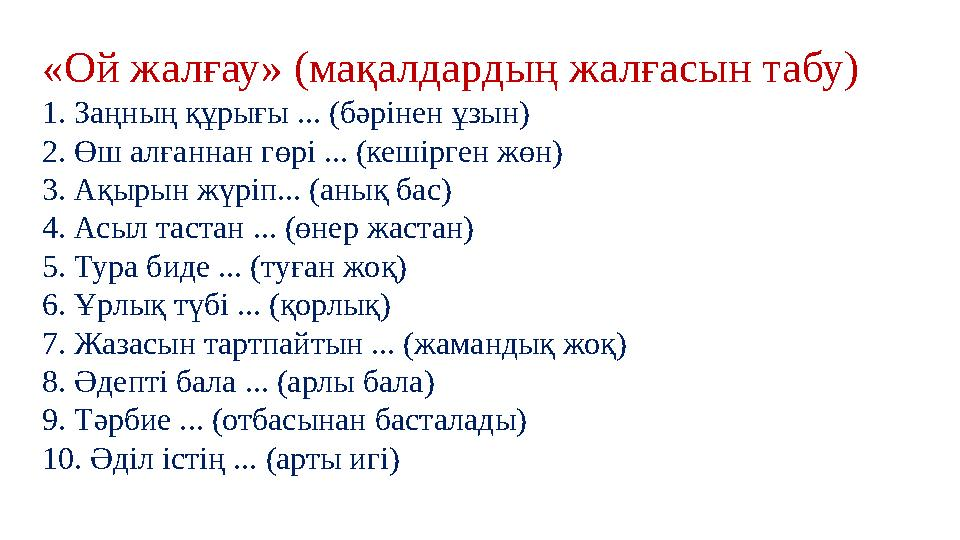 «Ой жалғау» (мақалдардың жалғасын табу)
1. Заңның құрығы ... (бәрінен ұзын)
2. Өш алғаннан гөрі ... (кешірген жөн)
3. Ақырын жүріп... (анық бас)
4. Асыл тастан ... (өнер жастан)
5. Тура биде ... (туған жоқ)
6. Ұрлық түбі ... (қорлық)
7. Жазасын тартпайтын ... (жамандық жоқ)
8. Әдепті бала ... (арлы бала)
9. Тәрбие ... (отбасынан басталады)
10. Әділ істің ... (арты игі)